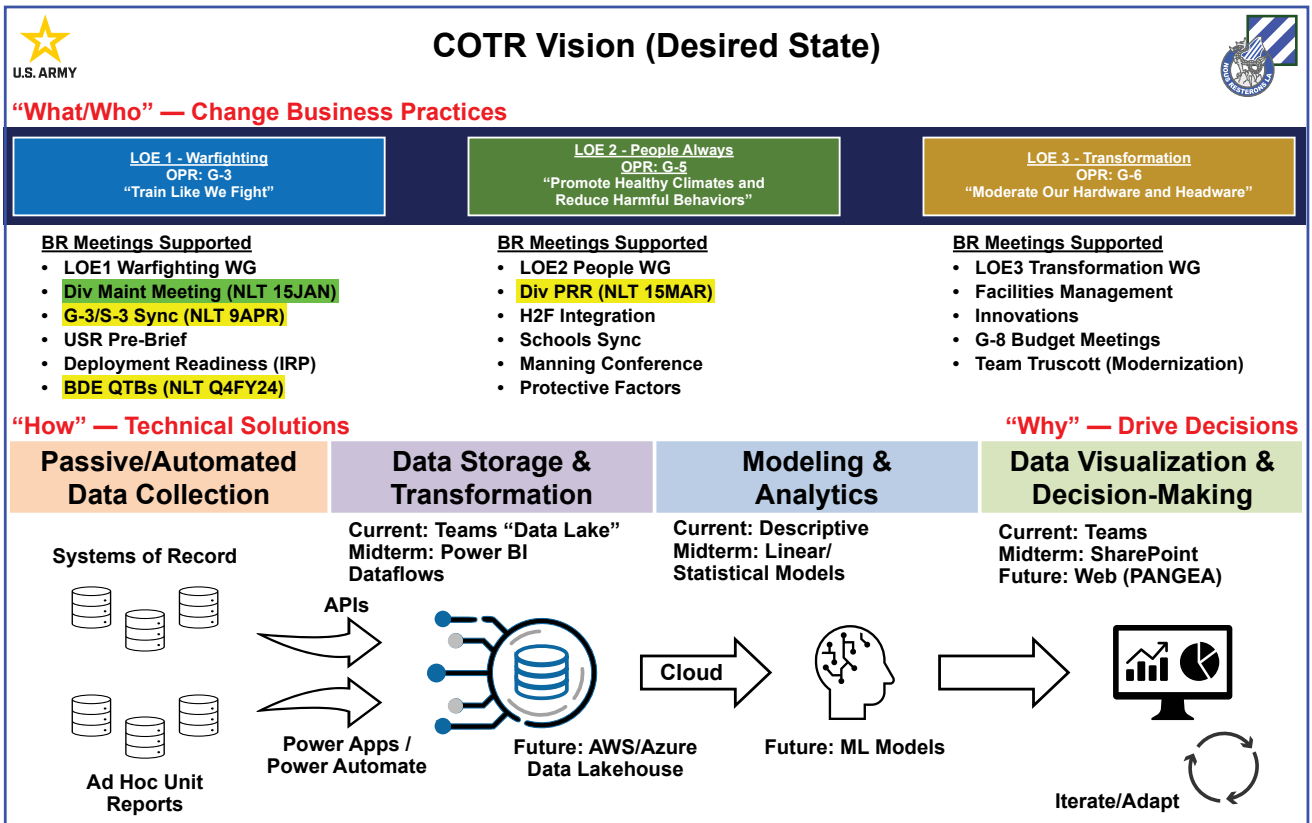 COTR Vision (Desired State)
U.S. ARMY
NOUS RESTERONS LA
“What/Who” — Change Business Practices
LOE 1 - Warfighting
OPR: G-3
“Train Like We Fight”
LOE 2 - People Always
OPR: G-5
“Promote Healthy Climates and
Reduce Harmful Behaviors”
LOE 3 - Transformation
OPR: G-6
“Moderate Our Hardware and Headware”
BR Meetings Supported
• LOE1 Warfighting WG
• Div Maint Meeting (NLT 15JAN)
• G-3/S-3 Sync (NLT 9APR)
• USR Pre-Brief
• Deployment Readiness (IRP)
• BDE QTBs (NLT Q4FY24)
BR Meetings Supported
• LOE2 People WG
• Div PRR (NLT 15MAR)
• H2F Integration
• Schools Sync
• Manning Conference
• Protective Factors
BR Meetings Supported
• LOE3 Transformation WG
• Facilities Management
• Innovations
• G-8 Budget Meetings
• Team Truscott (Modernization)
“How” — Technical Solutions
“Why” — Drive Decisions
Passive/Automated
Data Collection
Systems of Record
Ad Hoc Unit
Reports
APIs
Power Apps /
Power Automate
Data Storage &
Transformation
Current: Teams “Data Lake”
Midterm: Power BI
Dataflows
Future: AWS/Azure
Data Lakehouse
Cloud
Modeling &
Analytics
Current: Descriptive
Midterm: Linear/
Statistical Models
Future: ML Models
Data Visualization &
Decision-Making
Current: Teams
Midterm: SharePoint
Future: Web (PANGEA)
Iterate/Adapt